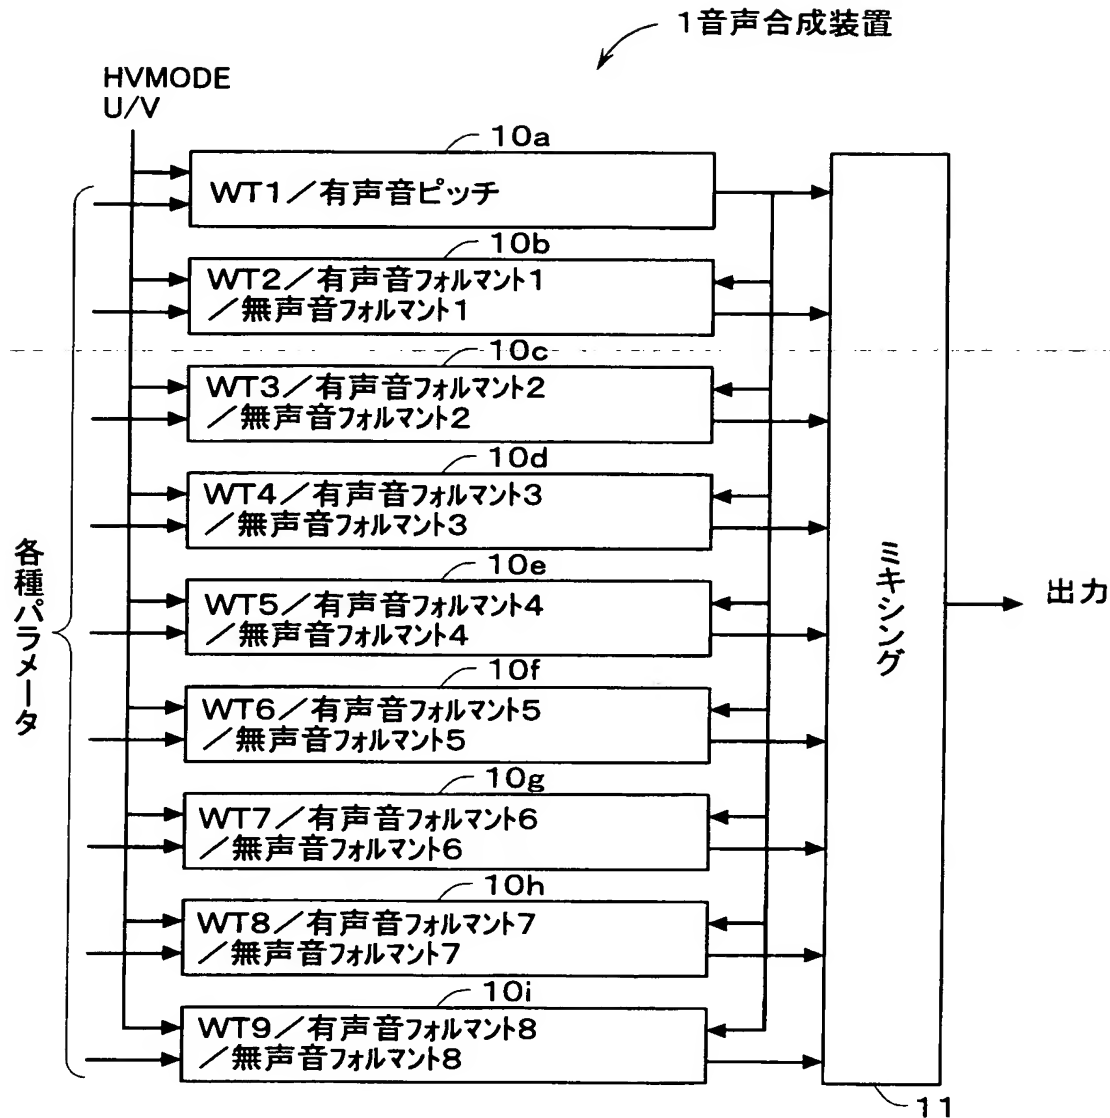 1音声合成装置
HVMODE
U/V
10a
WT1／有声音ピッチ
10b
WT2／有声音フォルマント1
／無声音フォルマント1
10c
WT3／有声音フォルマント2
／無声音フォルマント2
10d
WT4／有声音フォルマント3
／無声音フォルマント3
10e
WT5／有声音フォルマント4
／無声音フォルマント4
10f
WT6／有声音フォルマント5
／無声音フォルマント5
10g
WT7／有声音フォルマント6
／無声音フォルマント6
10h
WT8／有声音フォルマント7
／無声音フォルマント7
10i
WT9／有声音フォルマント8
／無声音フォルマント8
各種パラメータ
ミキシング
出力
11